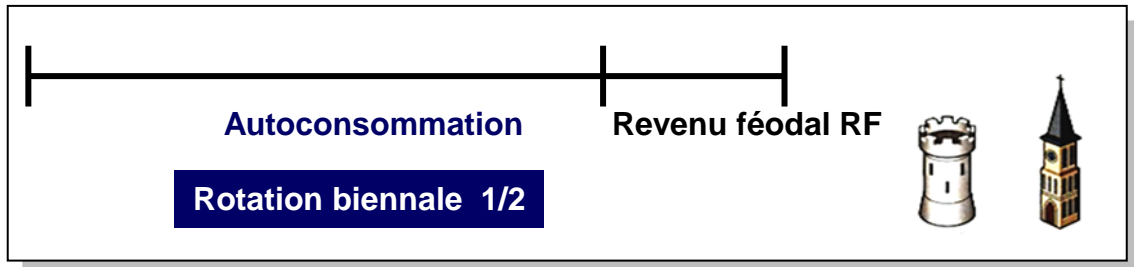 Autoconsommation Revenu féodal RF
Rotation biennale 1/2